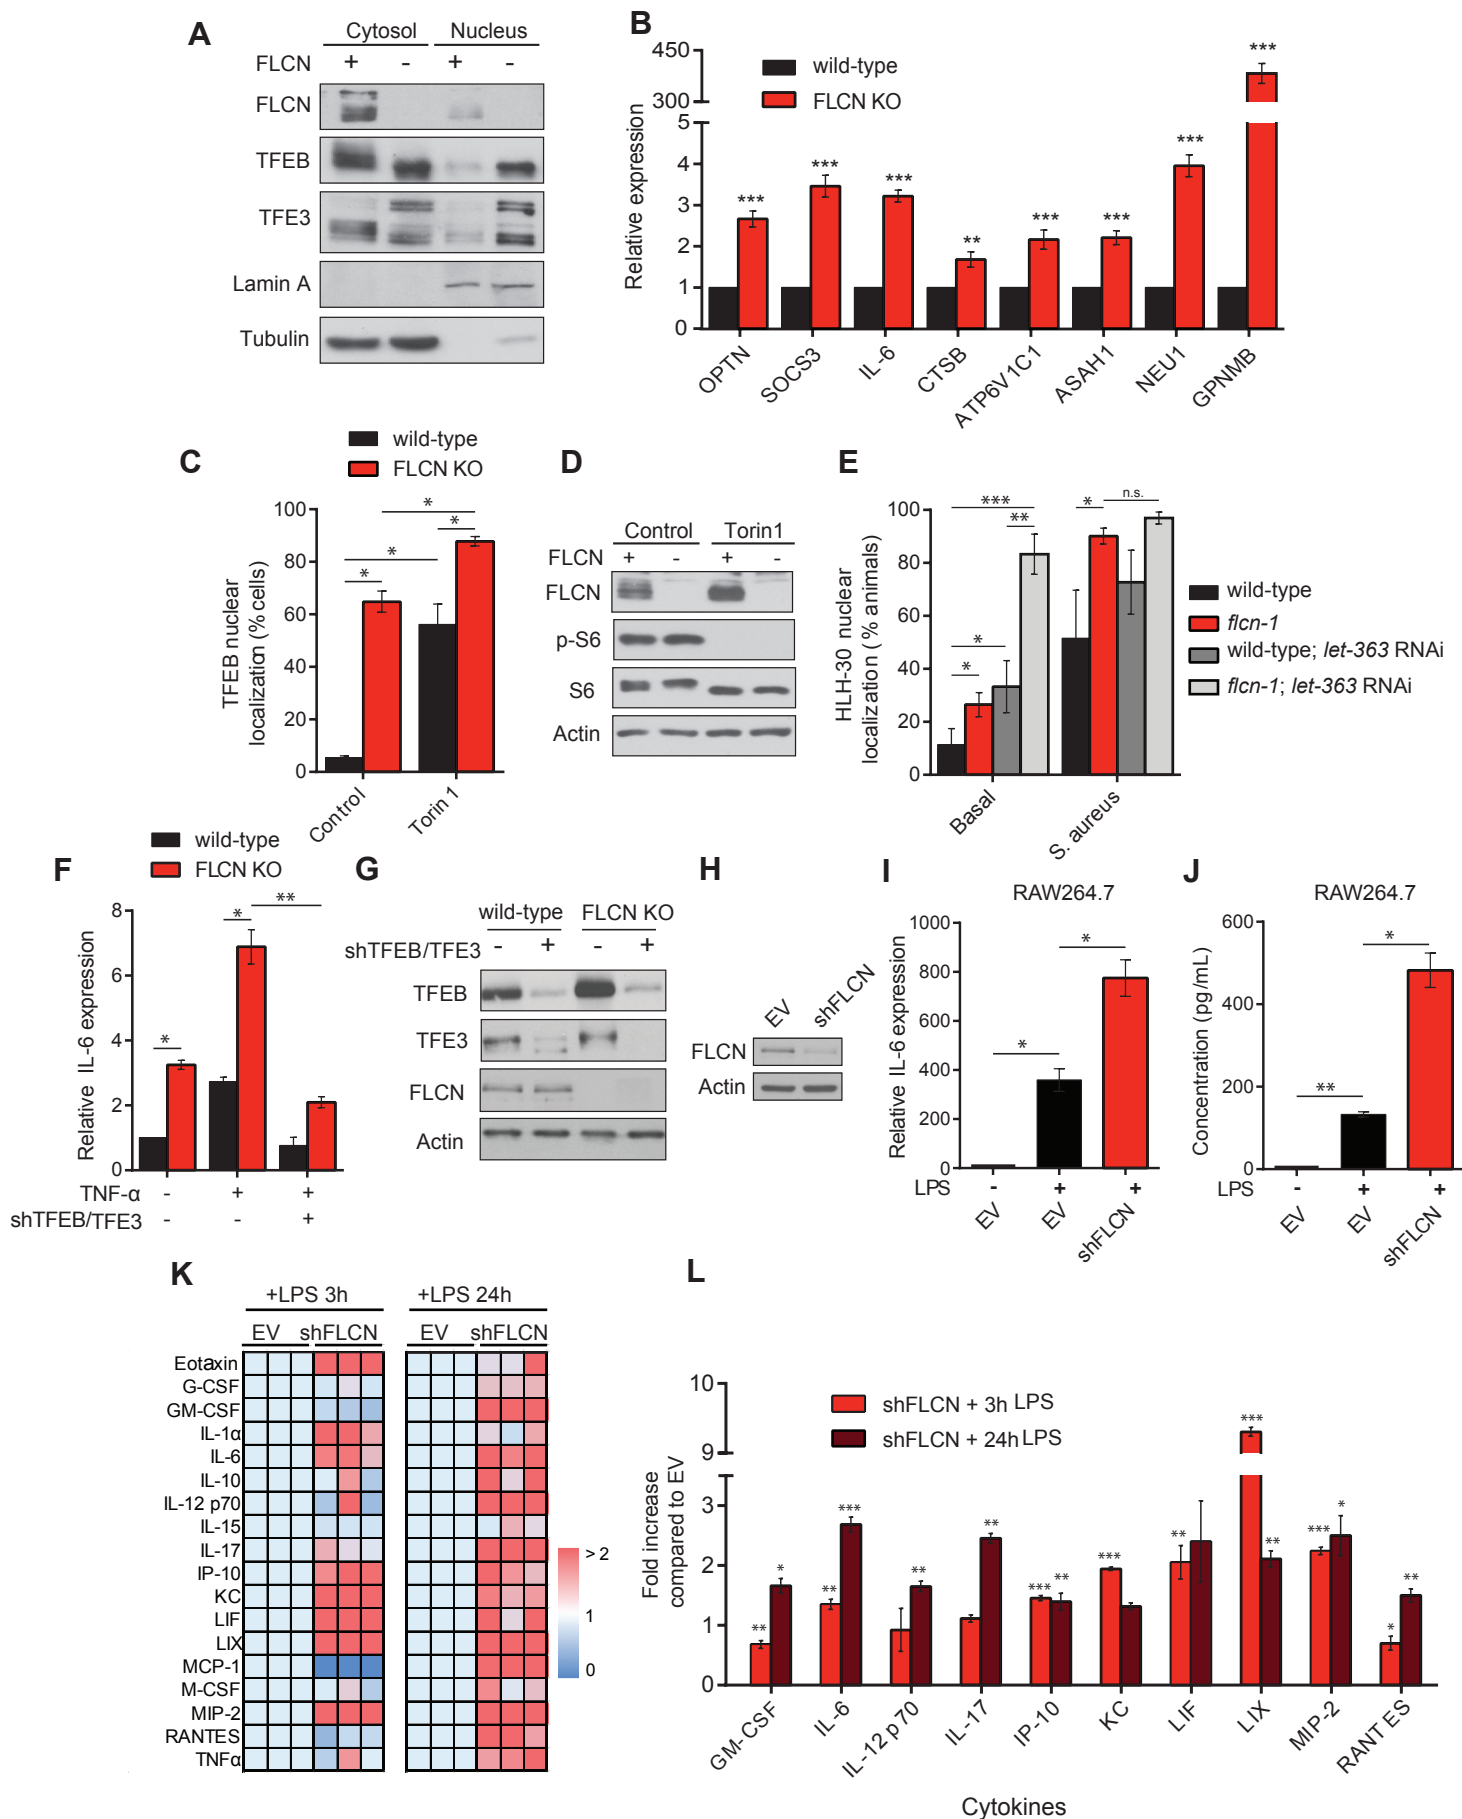 A
Cytosol Nucleus
FLCN + - + -
FLCN
TFEB
TFE3
Lamin A
Tubulin
B
wild-type
FLCN KO
Relative expression
450
300
5
4
3
2
1
0
*** *** *** ** *** *** *** ***
OPTN SOCS3 IL-6 CTSB ATP6V1C1 ASAH1 NEU1 GPNMB
C
wild-type
FLCN KO
TFEB nuclear
localization (% cells)
100
80
60
40
20
0
* * * *
Control Torin 1
D
Control Torin1
FLCN + - + -
FLCN
p-S6
S6
Actin
E
HLH-30 nuclear
localization (% animals)
100
80
60
40
20
0
*** ** * * * n.s.
Basal S. aureus
wild-type
flcn-1
wild-type; let-363 RNAi
flcn-1; let-363 RNAi
F
wild-type
FLCN KO
Relative IL-6 expression
8
6
4
2
0
* * **
TNF-α - + +
shTFEB/TFE3 - - +
G
wild-type FLCN KO
shTFEB/TFE3 - + - +
TFEB
TFE3
FLCN
Actin
H
EV shFLCN
FLCN
Actin
I
RAW264.7
Relative IL-6 expression
1000
800
600
400
200
0
* *
LPS - + +
EV EV shFLCN
J
RAW264.7
Concentration (pg/mL)
600
400
200
0
** *
LPS - + +
EV EV shFLCN
K
+LPS 3h +LPS 24h
EV shFLCN EV shFLCN
Eotaxin
G-CSF
GM-CSF
IL-1α
IL-6
IL-10
IL-12 p70
IL-15
IL-17
IP-10
KC
LIF
LIX
MCP-1
M-CSF
MIP-2
RANTES
TNFα
> 2
1
0
L
shFLCN + 3h LPS
shFLCN + 24h LPS
Fold increase
compared to EV
10
9
3
2
1
0
** * ** *** ** ** *** ** *** ** *** ** *** * * **
GM-CSF IL-6 IL-12 p70 IL-17 IP-10 KC LIF LIX MIP-2 RANT ES
Cytokines